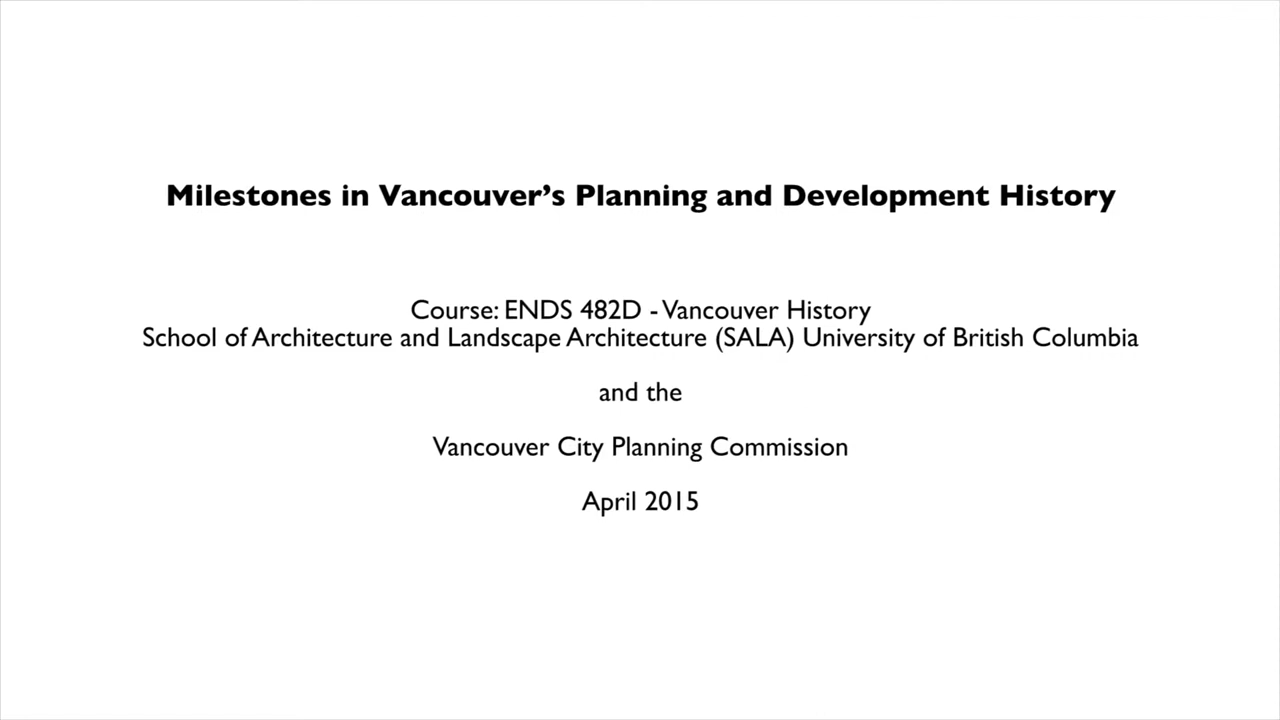 Milestones in Vancouver’s Planning and Development History
Course: ENDS 482D - Vancouver History
School of Architecture and Landscape Architecture (SALA) University of British Columbia
and the
Vancouver City Planning Commission
April 2015